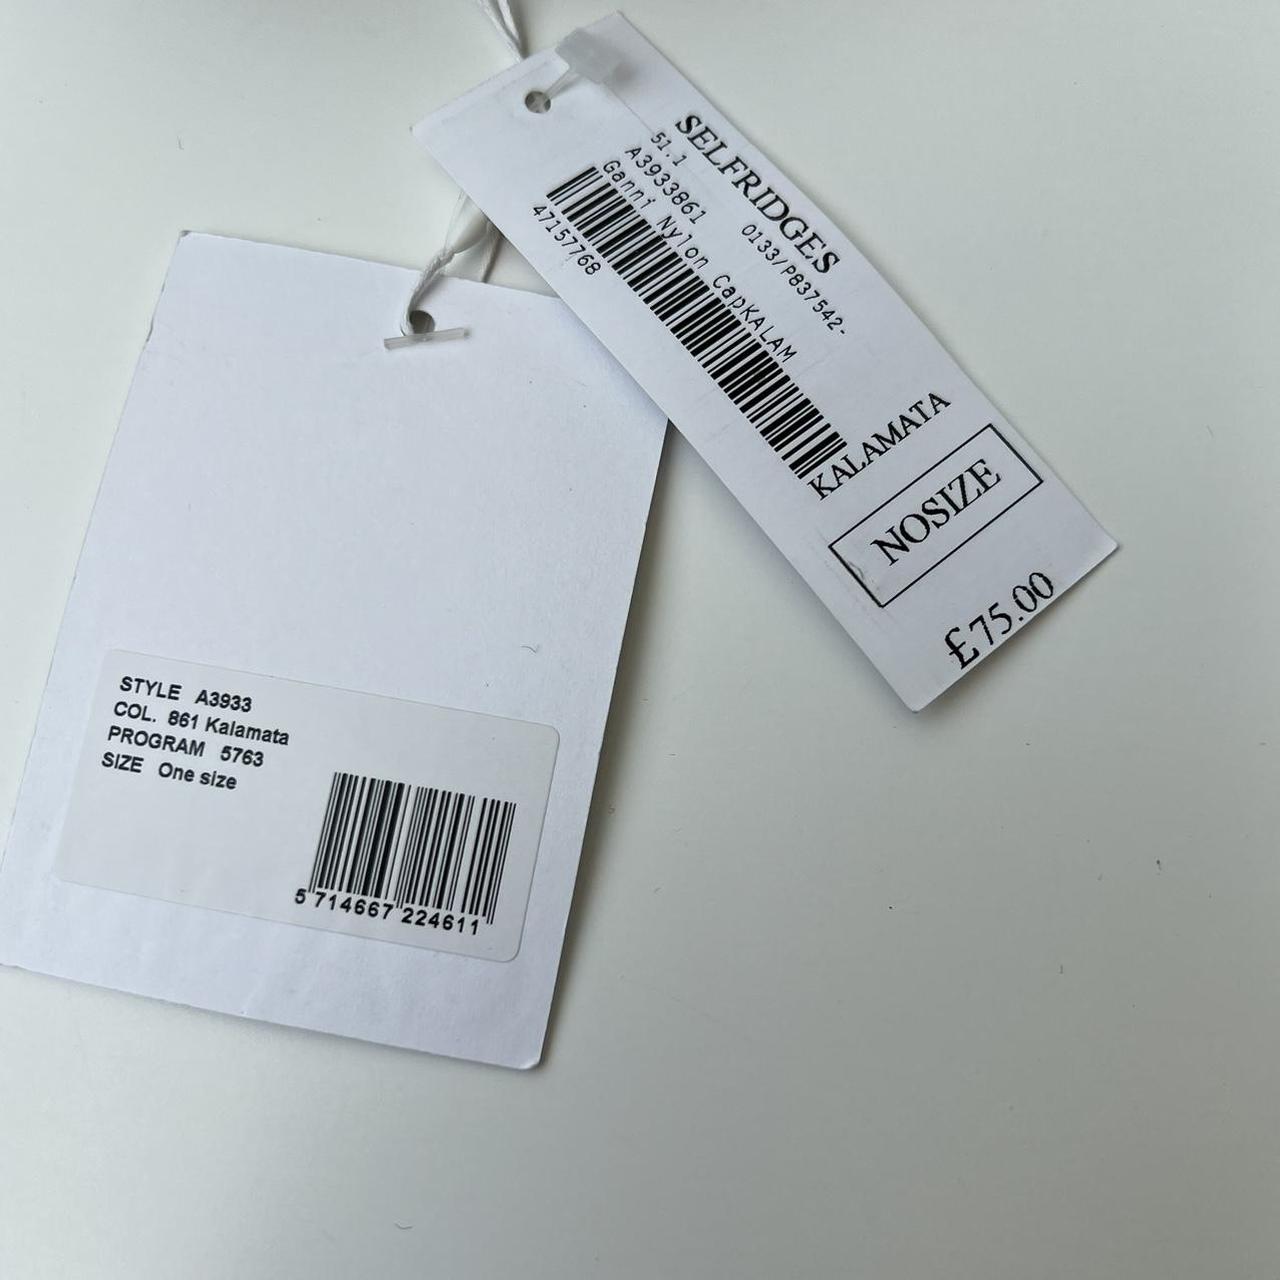 SELFRIDGES
51.1 0133/P837542-
A3933861
Ganni Nylon CapKALAM
47157768
KALAMATA
NOSIZE
£75.00
STYLE A3933
COL. 861 Kalamata
PROGRAM 5763
SIZE One size
5 714667 224611